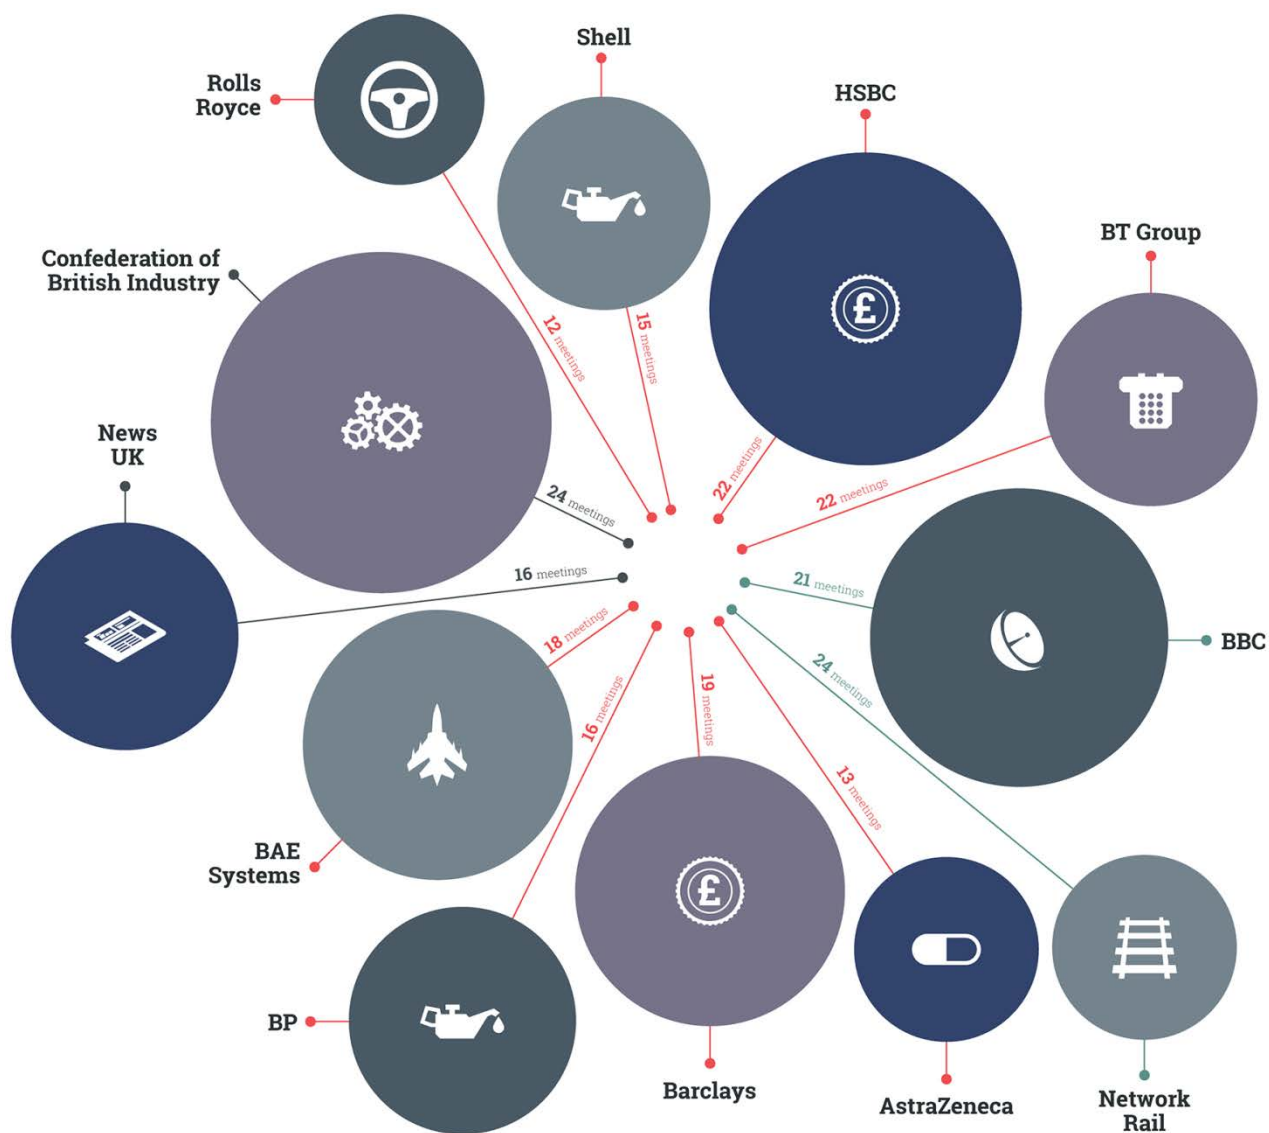 Shell
Rolls
Royce
HSBC
BT Group
Confederation of
British Industry
12 meetings
15 meetings
22 meetings
22 meetings
News
UK
24 meetings
16 meetings
21 meetings
18 meetings
24 meetings
BBC
16 meetings
19 meetings
13 meetings
£
£
BAE
Systems
BP
Barclays
AstraZeneca
Network
Rail